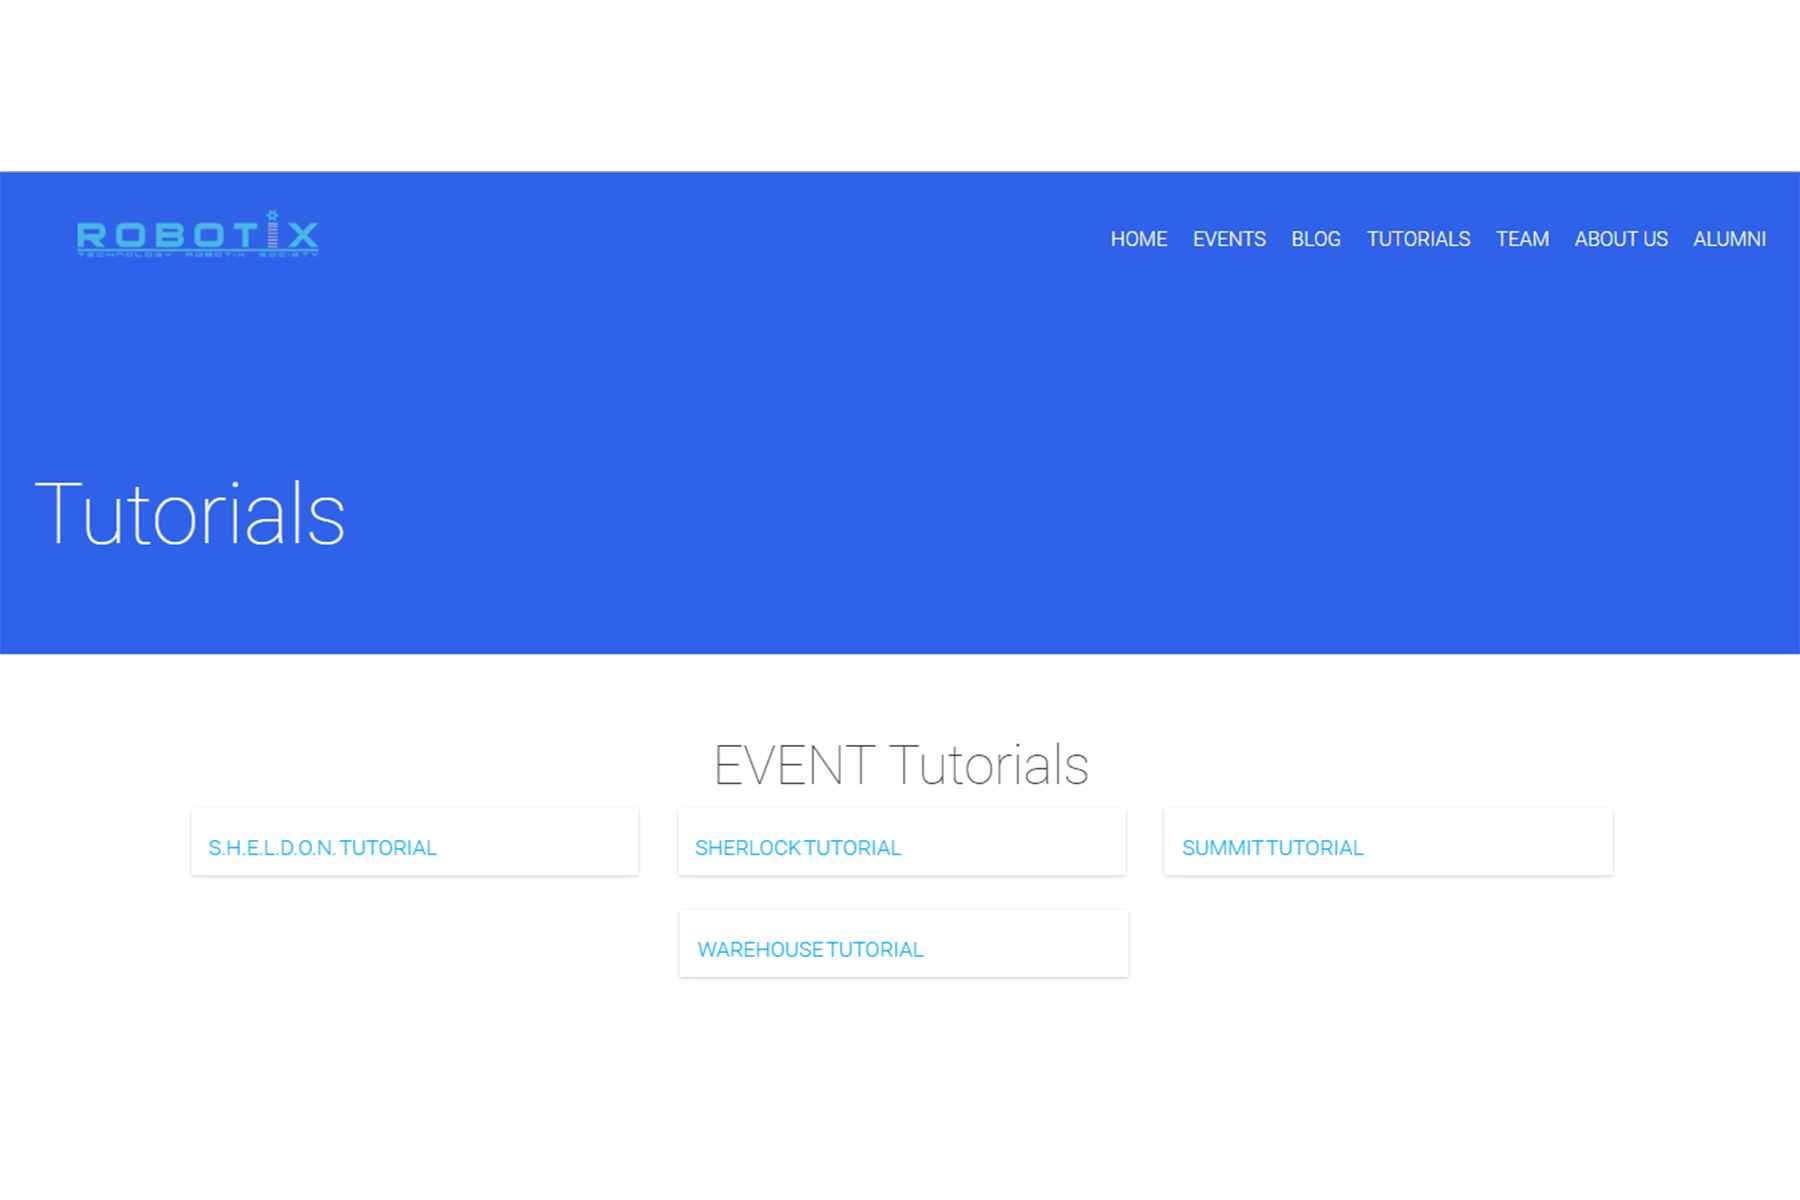 ROBOTIX
TECHNOLOGY ROBOTIX SOCIETY
HOME EVENTS BLOG TUTORIALS TEAM ABOUT US ALUMNI
Tutorials
EVENT Tutorials
S.H.E.L.D.O.N. TUTORIAL
SHERLOCK TUTORIAL
SUMMIT TUTORIAL
WAREHOUSE TUTORIAL